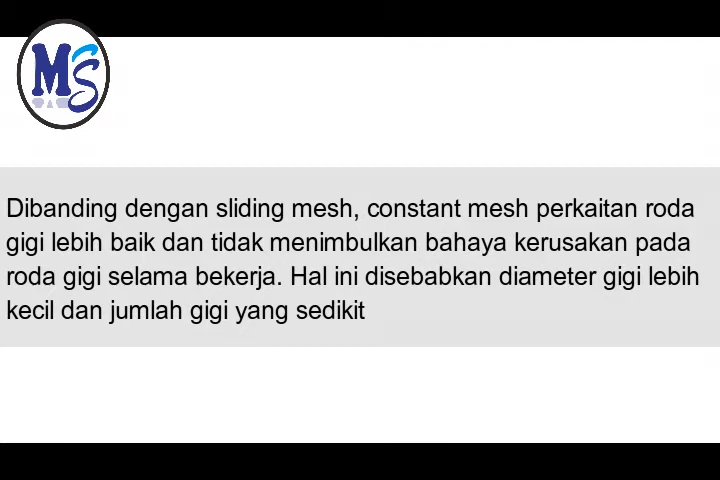 MS
Dibanding dengan sliding mesh, constant mesh perkaitan roda
gigi lebih baik dan tidak menimbulkan bahaya kerusakan pada
roda gigi selama bekerja. Hal ini disebabkan diameter gigi lebih
kecil dan jumlah gigi yang sedikit